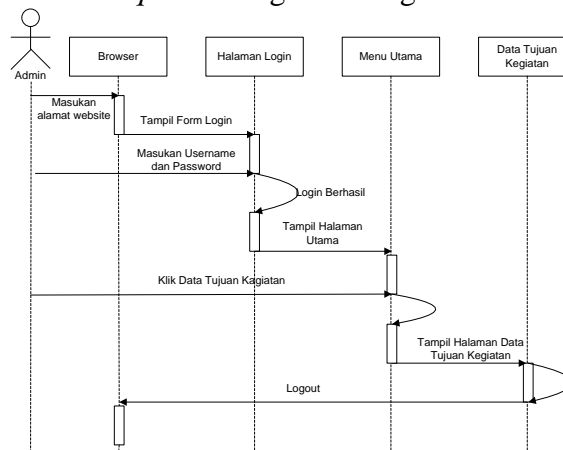 Browser
Halaman Login
Menu Utama
Data Tujuan
Kegiatan
Admin
Masukan
alamat website
Tampil Form Login
Masukan Username
dan Password
Login Berhasil
Tampil Halaman
Utama
Klik Data Tujuan Kagiatan
Tampil Halaman Data
Tujuan Kegiatan
Logout